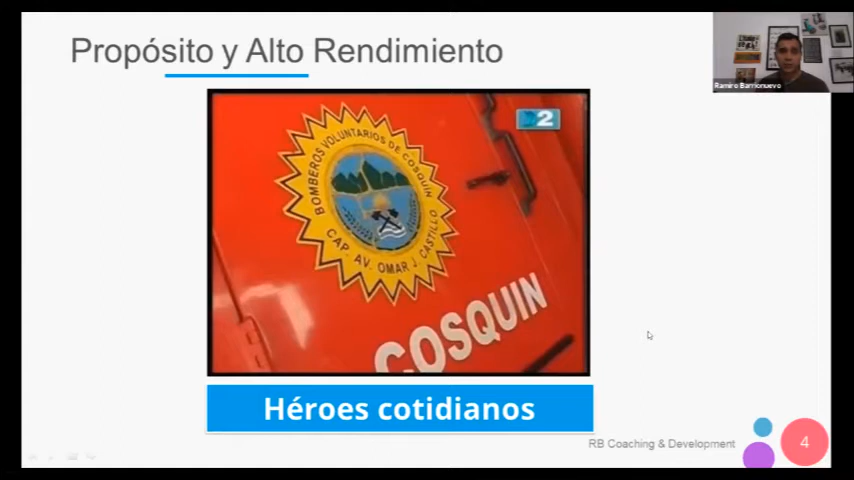 Propósito y Alto Rendimiento
Ramiro Barrionuevo
2
BOMBEROS VOLUNTARIOS DE COSQUIN
CAP. AV. OMAR J. CASTILLO
COSQUIN
Héroes cotidianos
RB Coaching & Development
4